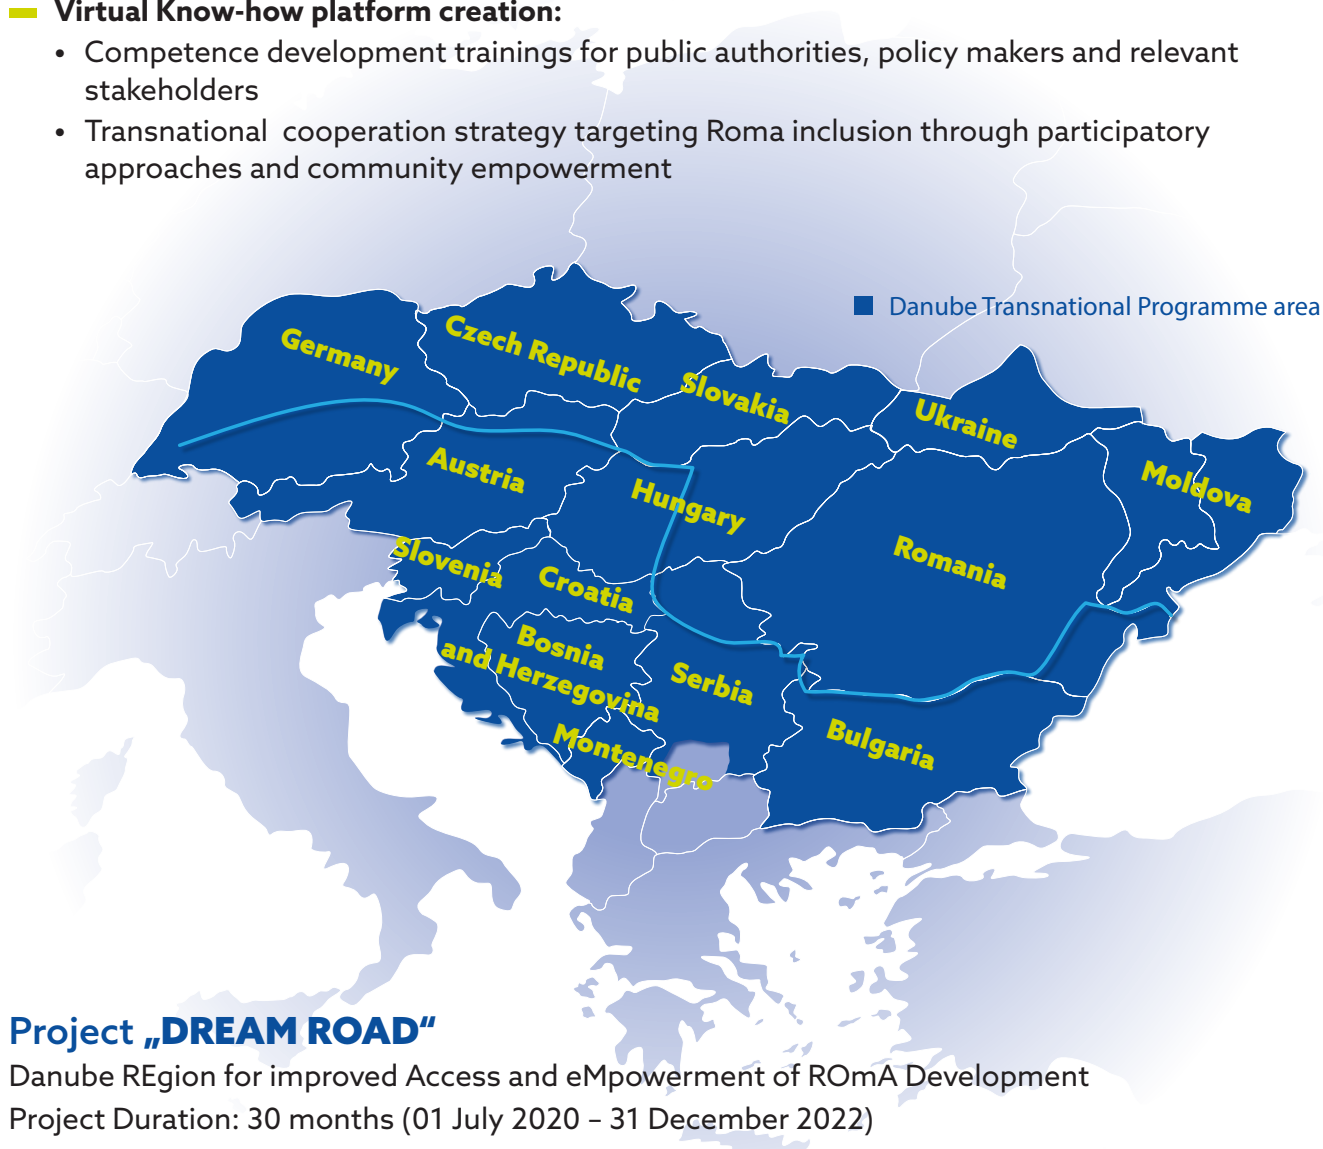 Virtual Know-how platform creation:
• Competence development trainings for public authorities, policy makers and relevant
stakeholders
• Transnational cooperation strategy targeting Roma inclusion through participatory
approaches and community empowerment
Danube Transnational Programme area
Germany
Czech Republic
Slovakia
Ukraine
Austria
Hungary
Moldova
Slovenia
Croatia
Romania
Bosnia
and Herzegovina
Serbia
Montenegro
Bulgaria
Project „DREAM ROAD“
Danube REgion for improved Access and eMpowerment of ROmA Development
Project Duration: 30 months (01 July 2020 – 31 December 2022)